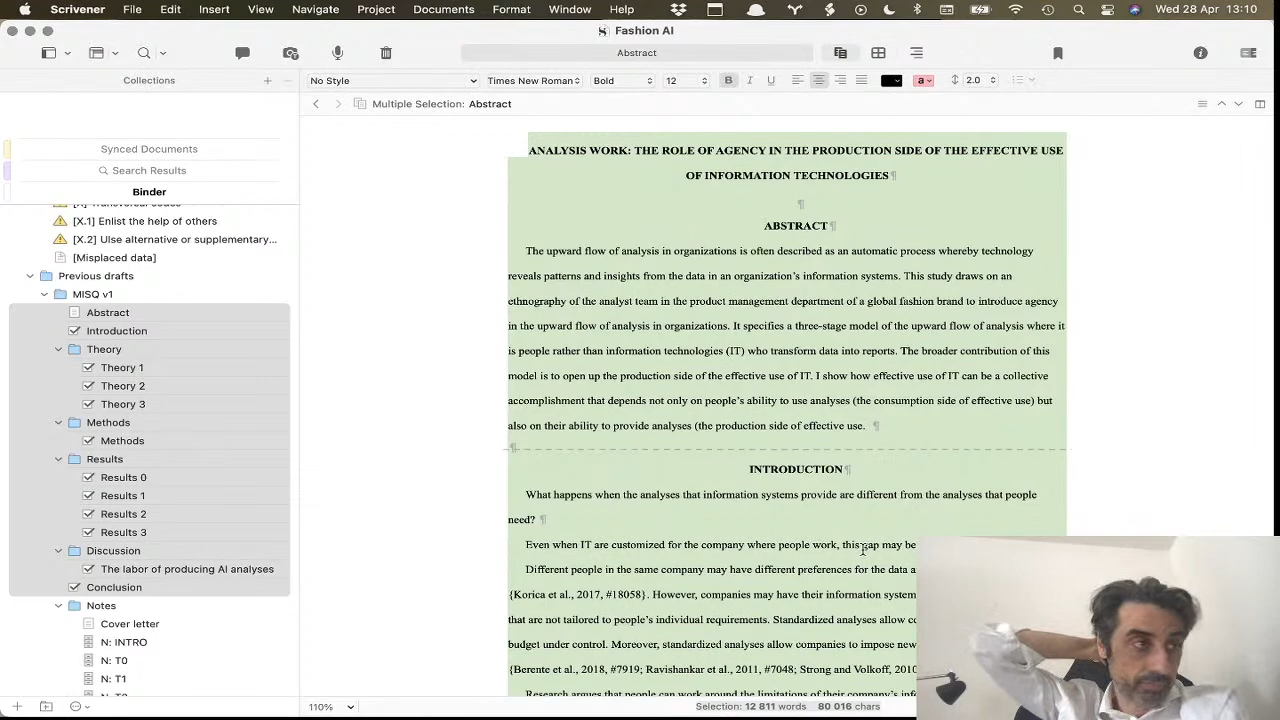 Scrivener File Edit Insert View Navigate Project Documents Format Window Help Wed 28 Apr 13:10
Fashion AI
Abstract
Collections
No Style Times New Roman Bold 12 B I U a 2.0
Multiple Selection: Abstract
Synced Documents
Search Results
Binder
[X.1] Enlist the help of others
[X.2] Ulse alternative or supplementary...
[Misplaced data]
Previous drafts
MISQ v1
Abstract
Introduction
Theory
Theory 1
Theory 2
Theory 3
Methods
Methods
Results
Results 0
Results 1
Results 2
Results 3
Discussion
The labor of producing AI analyses
Conclusion
Notes
Cover letter
N: INTRO
N: T0
N: T1
ANALYSIS WORK: THE ROLE OF AGENCY IN THE PRODUCTION SIDE OF THE EFFECTIVE USE
OF INFORMATION TECHNOLOGIES¶
¶
ABSTRACT¶
The upward flow of analysis in organizations is often described as an automatic process whereby technology
reveals patterns and insights from the data in an organization's information systems. This study draws on an
ethnography of the analyst team in the product management department of a global fashion brand to introduce agency
in the upward flow of analysis in organizations. It specifies a three-stage model of the upward flow of analysis where it
is people rather than information technologies (IT) who transform data into reports. The broader contribution of this
model is to open up the production side of the effective use of IT. I show how effective use of IT can be a collective
accomplishment that depends not only on people's ability to use analyses (the consumption side of effective use) but
also on their ability to provide analyses (the production side of effective use. ¶
¶
INTRODUCTION¶
What happens when the analyses that information systems provide are different from the analyses that people
need? ¶
Even when IT are customized for the company where people work, this gap may be
Different people in the same company may have different preferences for the data a
{Korica et al., 2017, #18058}. However, companies may have their information system
that are not tailored to people's individual requirements. Standardized analyses allow co
budget under control. Moreover, standardized analyses allow companies to impose new
{Berente et al., 2018, #7919; Ravishankar et al., 2011, #7048; Strong and Volkoff, 2010
Research argues that people can work around the limitations of their company's info
110% Selection: 12 811 words 80 016 chars